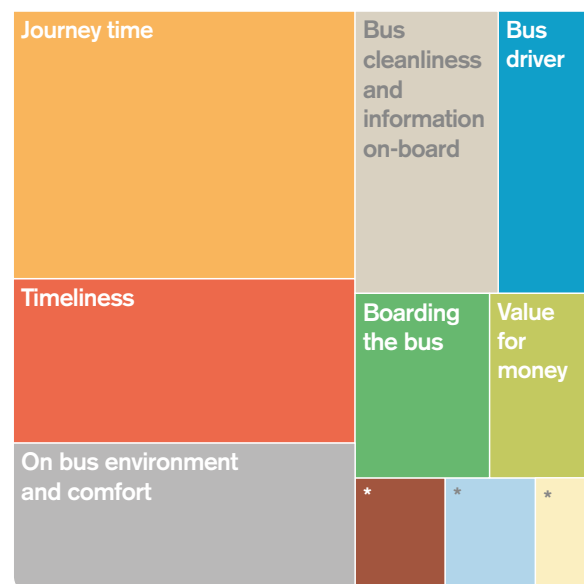 Journey time
Bus
cleanliness
and
information
on-board
Bus
driver
Timeliness
Boarding
the bus
Value
for
money
On bus environment
and comfort
*
*
*